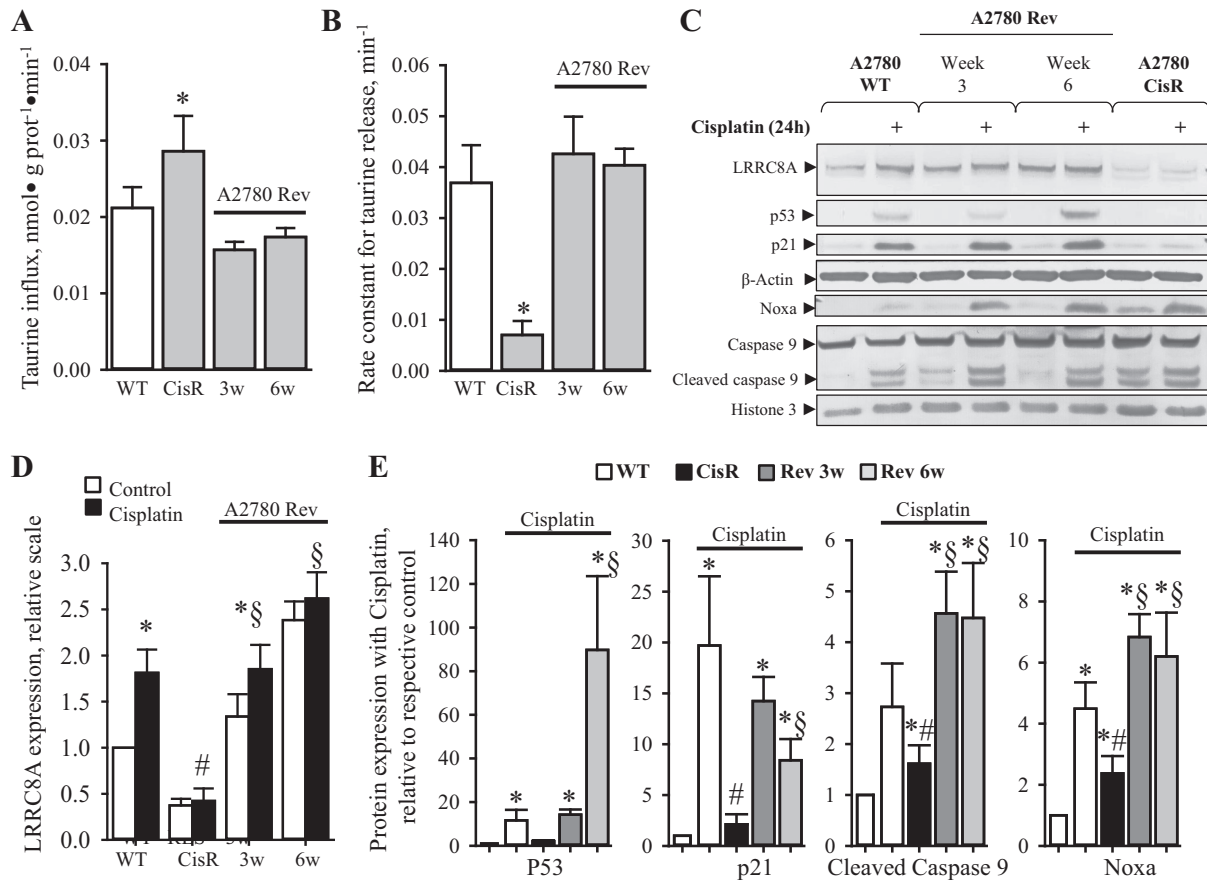 A
Taurine influx, nmol● g prot⁻¹●min⁻¹
0.04
0.03
0.02
0.01
0.00
*
A2780 Rev
WT CisR 3w 6w
B
Rate constant for taurine release, min⁻¹
0.06
0.05
0.04
0.03
0.02
0.01
0.00
A2780 Rev
*
WT CisR 3w 6w
C
A2780 Rev
A2780 WT
Week 3
Week 6
A2780 CisR
Cisplatin (24h) + + + +
LRRC8A
p53
p21
β-Actin
Noxa
Caspase 9
Cleaved caspase 9
Histone 3
D
Control
Cisplatin
A2780 Rev
LRRC8A expression, relative scale
3.0
2.5
2.0
1.5
1.0
0.5
0.0
* # *§ §
WT CisR 3w 6w
E
WT CisR Rev 3w Rev 6w
Protein expression with Cisplatin,
relative to respective control
Cisplatin
140
120
100
80
60
40
20
0
* * *§
P53
Cisplatin
30
25
20
15
10
5
0
* # * *§
p21
Cisplatin
7
6
5
4
3
2
1
0
*# *§ *§
Cleaved Caspase 9
Cisplatin
10
8
6
4
2
0
* *# *§ *§
Noxa